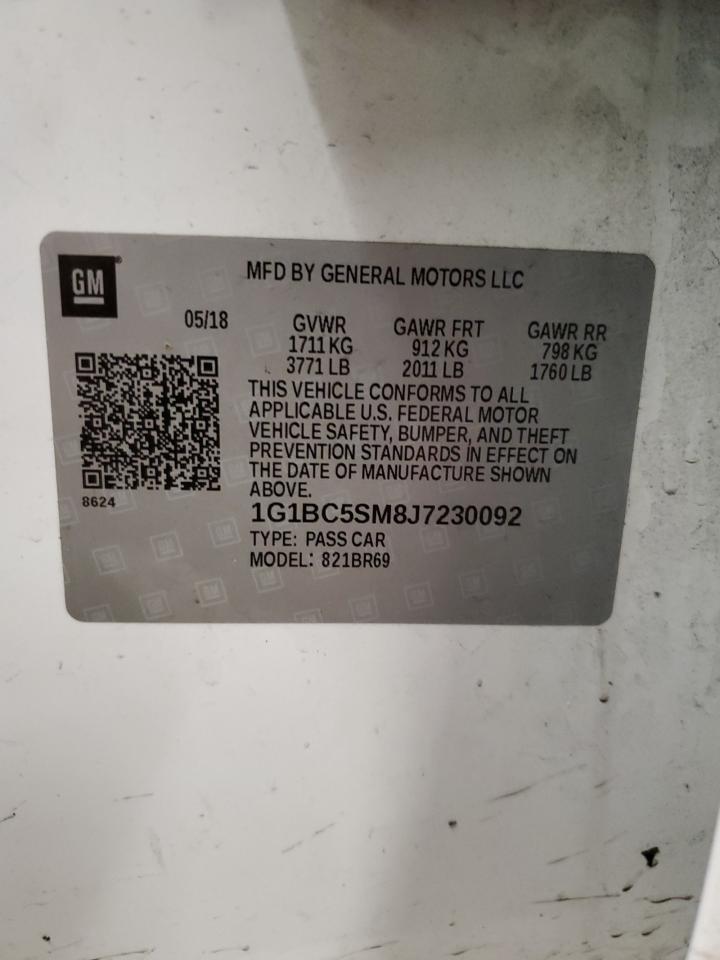 GM
MFD BY GENERAL MOTORS LLC
05/18 GVWR GAWR FRT GAWR RR
1711 KG 912 KG 798 KG
3771 LB 2011 LB 1760 LB
THIS VEHICLE CONFORMS TO ALL
APPLICABLE U.S. FEDERAL MOTOR
VEHICLE SAFETY, BUMPER, AND THEFT
PREVENTION STANDARDS IN EFFECT ON
THE DATE OF MANUFACTURE SHOWN
ABOVE.
8624
1G1BC5SM8J7230092
TYPE: PASS CAR
MODEL: 821BR69